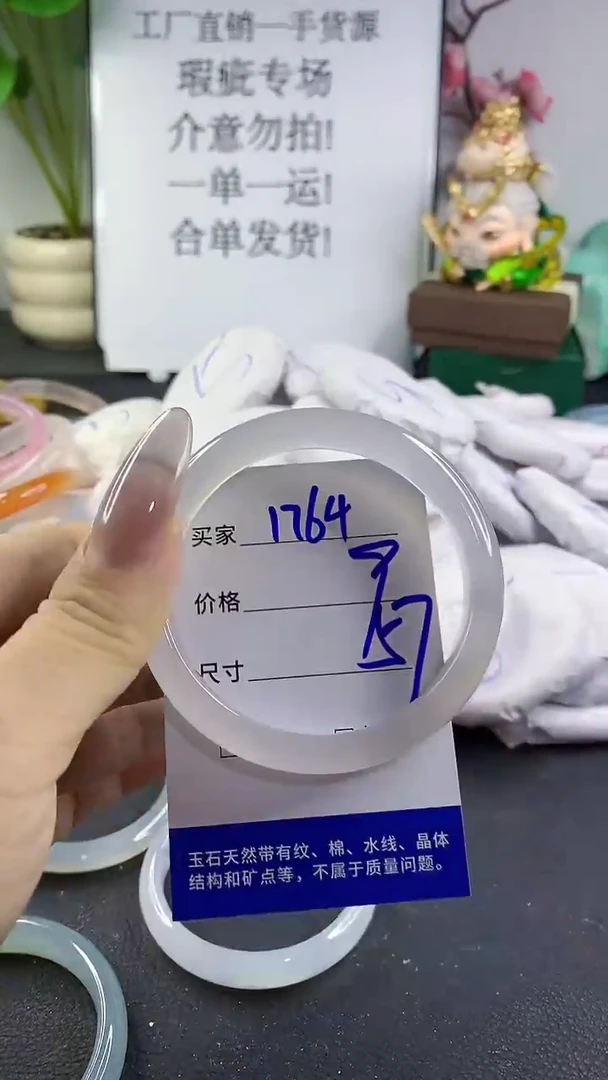 工厂直销一手货源
瑕疵专场
介意勿拍!
一单一运!
合单发货!
买家 1764
价格
尺寸 57
玉石天然带有纹、棉、水线、晶体
结构和矿点等，不属于质量问题。